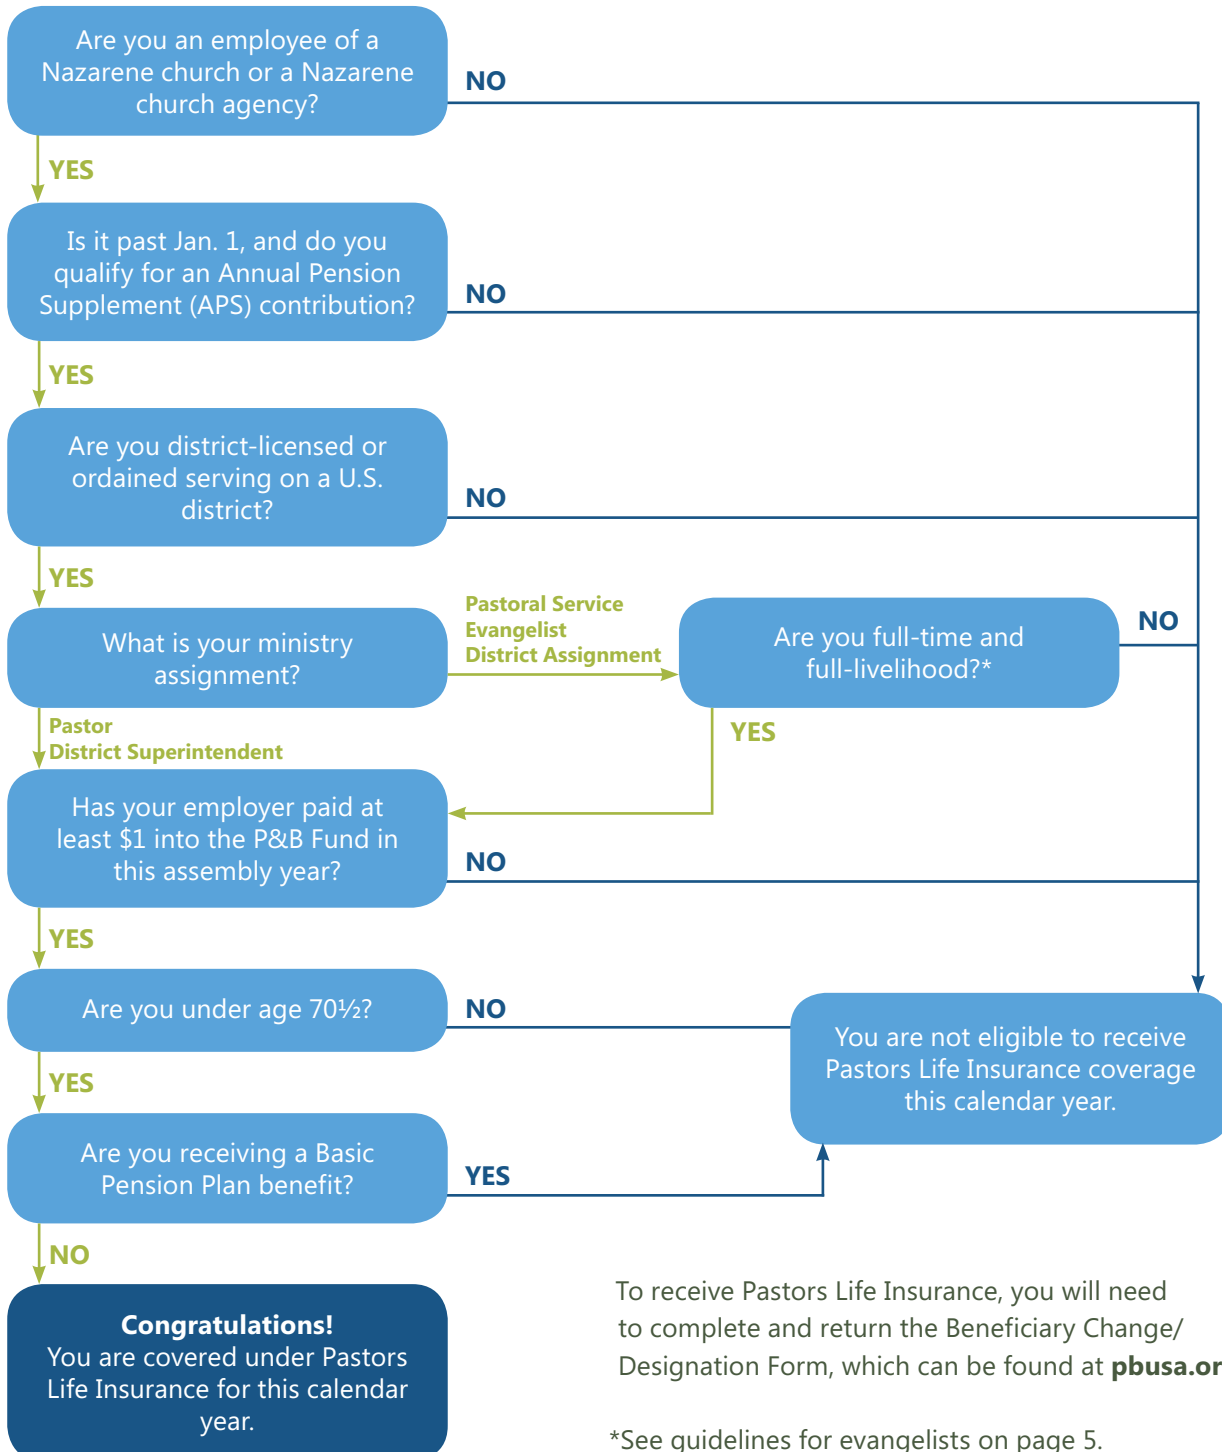 Are you an employee of a
Nazarene church or a Nazarene
church agency?
NO
YES
Is it past Jan. 1, and do you
qualify for an Annual Pension
Supplement (APS) contribution?
NO
YES
Are you district-licensed or
ordained serving on a U.S.
district?
NO
YES
What is your ministry
assignment?
Pastoral Service
Evangelist
District Assignment
Are you full-time and
full-livelihood?*
NO
YES
Pastor
District Superintendent
Has your employer paid at
least $1 into the P&B Fund in
this assembly year?
NO
YES
Are you under age 70½?
NO
You are not eligible to receive
Pastors Life Insurance coverage
this calendar year.
YES
Are you receiving a Basic
Pension Plan benefit?
YES
NO
Congratulations!
You are covered under Pastors
Life Insurance for this calendar
year.
To receive Pastors Life Insurance, you will need
to complete and return the Beneficiary Change/
Designation Form, which can be found at pbusa.or
*See guidelines for evangelists on page 5.